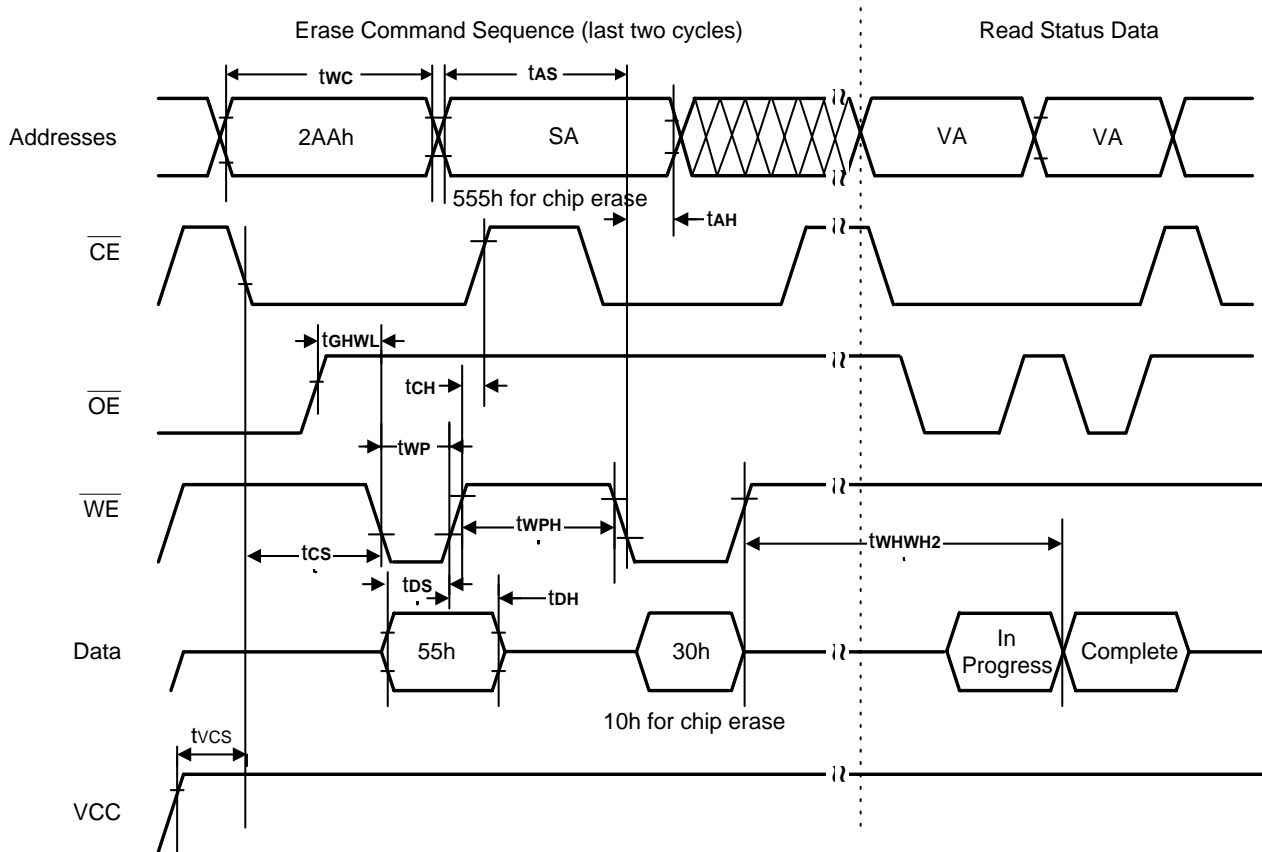 Erase Command Sequence (last two cycles)
Read Status Data
tWC
tAS
Addresses
2AAh
SA
VA
VA
555h for chip erase
tAH
CE
tGHWL
tCH
OE
tWP
WE
tWPH
tCS
tWHWH2
tDS
tDH
Data
55h
30h
In
Progress
Complete
10h for chip erase
tVCS
VCC